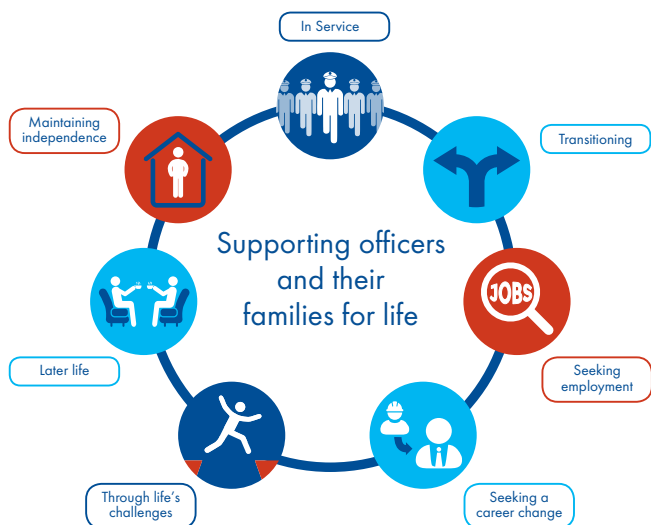 In Service
Maintaining
independence
Transitioning
Supporting officers
and their
families for life
JOBS
Later life
Seeking
employment
Through life's
challenges
Seeking a
career change